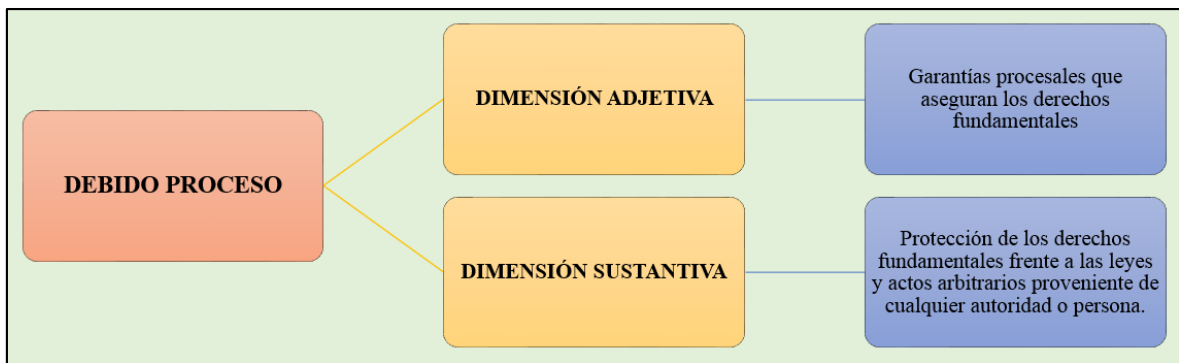 DEBIDO PROCESO
DIMENSIÓN ADJETIVA
Garantías procesales que
aseguran los derechos
fundamentales
DIMENSIÓN SUSTANTIVA
Protección de los derechos
fundamentales frente a las leyes
y actos arbitrarios proveniente de
cualquier autoridad o persona.